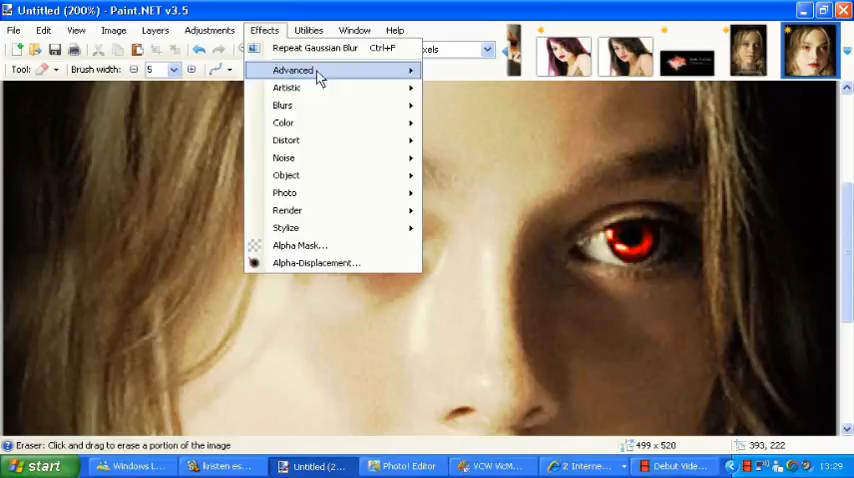 Untitled (200%) - Paint.NET v3.5
File Edit View Image Layers Adjustments Effects Utilities Window Help
Repeat Gaussian Blur Ctrl+F
Tool: Brush width: 5
Advanced
Artistic
Blurs
Color
Distort
Noise
Object
Photo
Render
Stylize
Alpha Mask...
Alpha-Displacement...
Eraser: Click and drag to erase a portion of the image 499 x 520 393, 222
start Windows L... kristen es... Untitled (2... Photo! Editor VCW VicM... 2 Interne... Debut Vide... 13:29